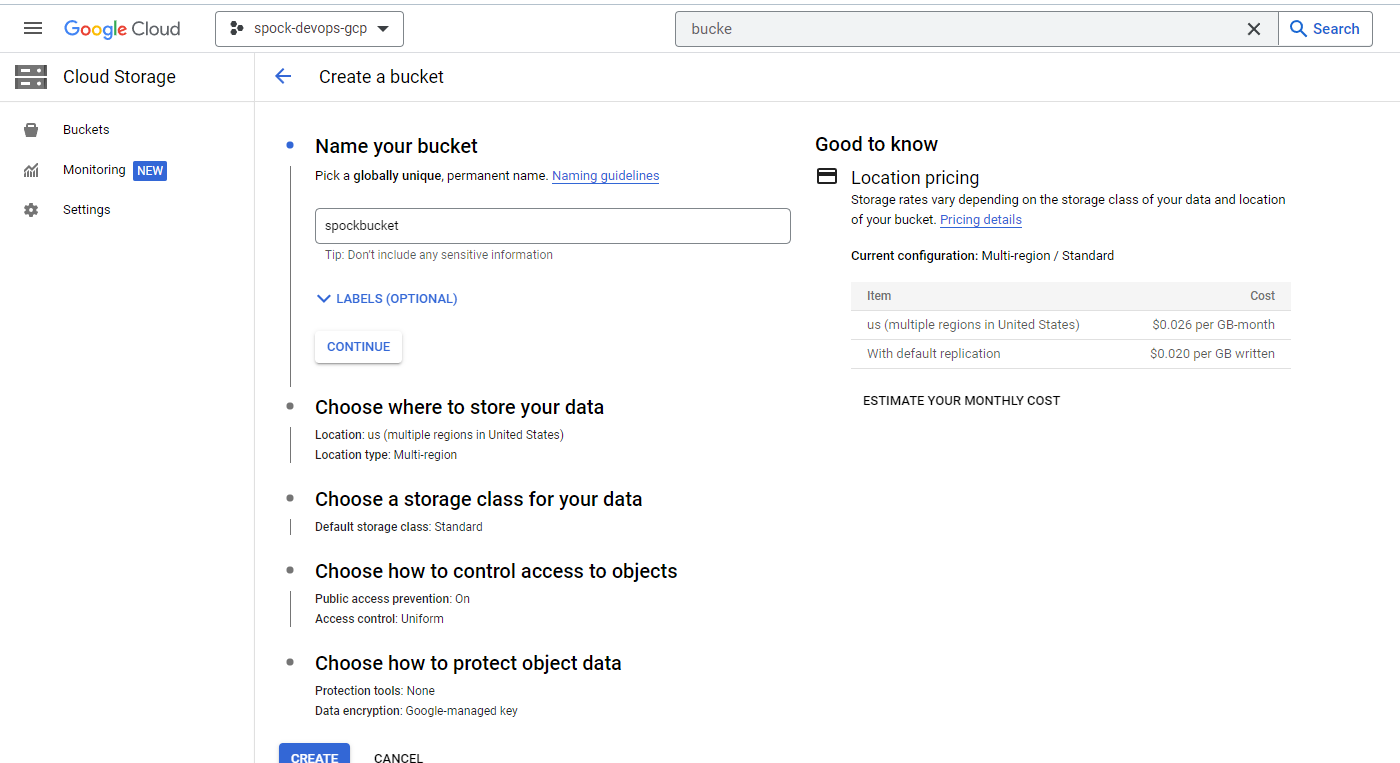 Google Cloud
spock-devops-gcp
bucke
Search
Cloud Storage
Create a bucket
Buckets
Monitoring NEW
Settings
Name your bucket
Pick a globally unique, permanent name. Naming guidelines
spockbucket
Tip: Don't include any sensitive information
LABELS (OPTIONAL)
CONTINUE
Choose where to store your data
Location: us (multiple regions in United States)
Location type: Multi-region
Choose a storage class for your data
Default storage class: Standard
Choose how to control access to objects
Public access prevention: On
Access control: Uniform
Choose how to protect object data
Protection tools: None
Data encryption: Google-managed key
CREATE CANCEL
Good to know
Location pricing
Storage rates vary depending on the storage class of your data and location
of your bucket. Pricing details
Current configuration: Multi-region / Standard
Item Cost
us (multiple regions in United States) $0.026 per GB-month
With default replication $0.020 per GB written
ESTIMATE YOUR MONTHLY COST